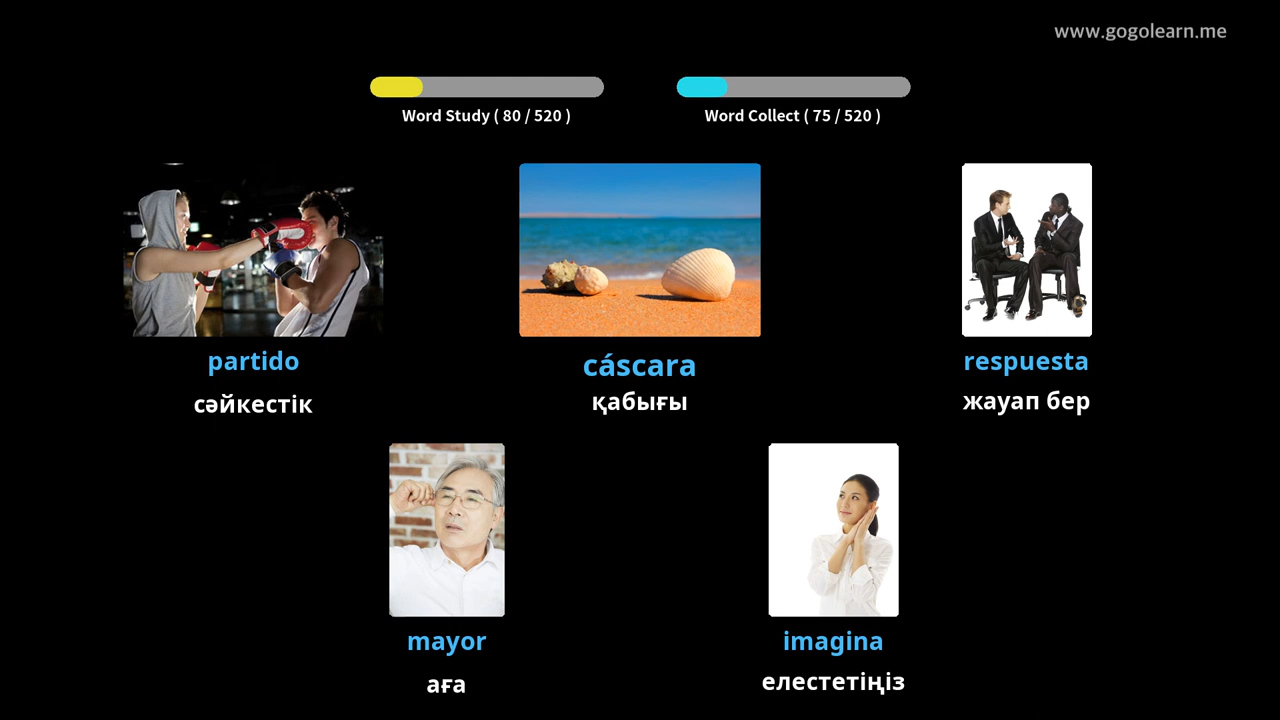 www.gogolearn.me
Word Study ( 80 / 520 )
Word Collect ( 75 / 520 )
partido
сәйкестік
cáscara
қабығы
respuesta
жауап бер
mayor
аға
imagina
елестетіңіз